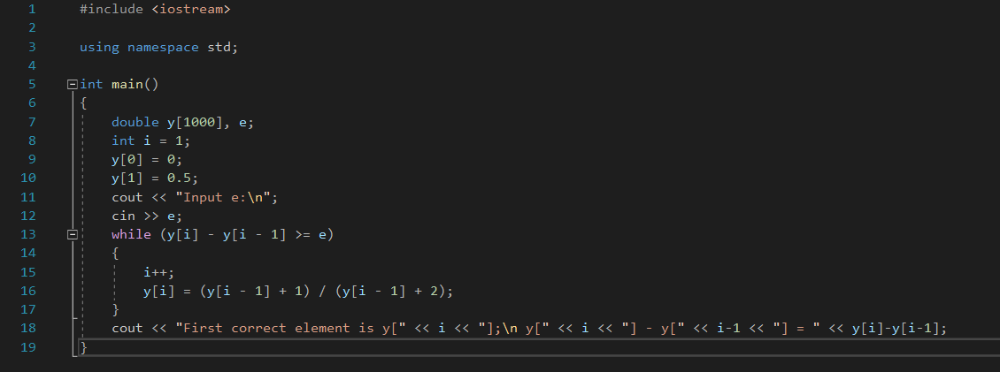 1 #include <iostream>
2
3 using namespace std;
4
5 int main()
6 {
7 double y[1000], e;
8 int i = 1;
9 y[0] = 0;
10 y[1] = 0.5;
11 cout << "Input e:\n";
12 cin >> e;
13 while (y[i] - y[i - 1] >= e)
14 {
15 i++;
16 y[i] = (y[i - 1] + 1) / (y[i - 1] + 2);
17 }
18 cout << "First correct element is y[" << i << "];\n y[" << i << "] - y[" << i-1 << "] = " << y[i]-y[i-1];
19 }